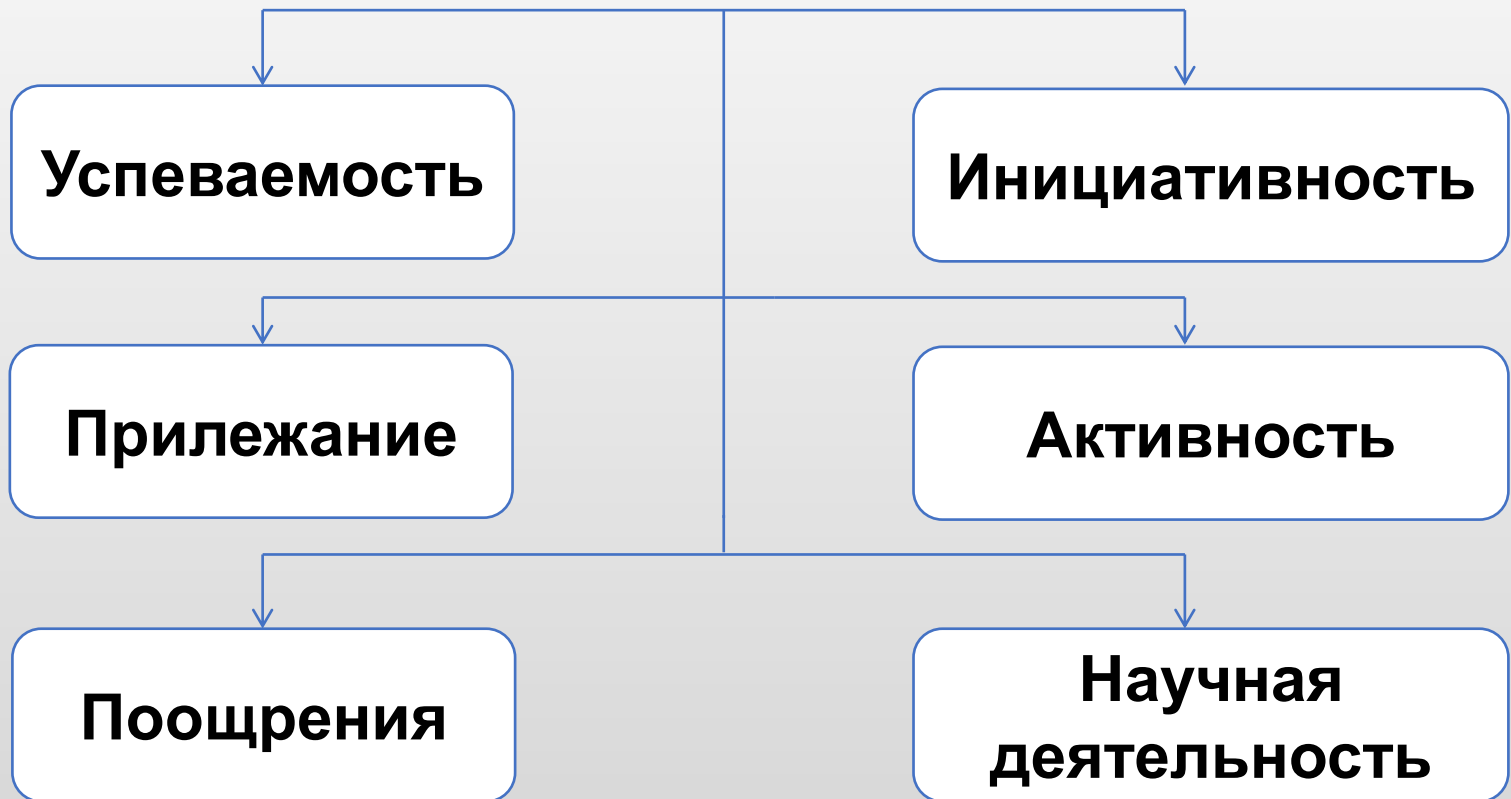 Успеваемость
Инициативность
Прилежание
Активность
Поощрения
Научная
деятельность